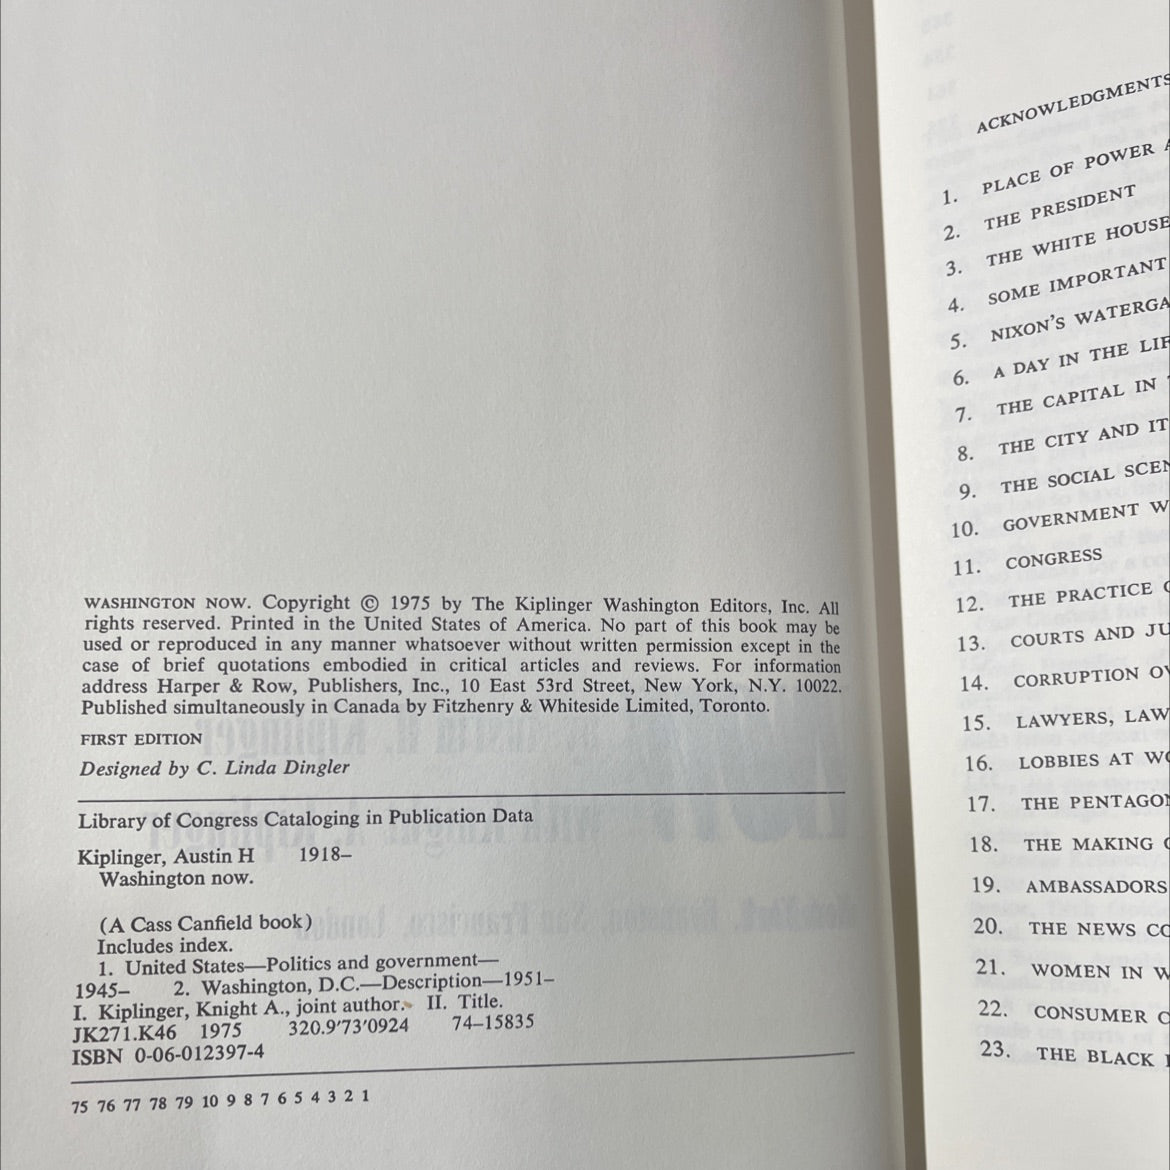 WASHINGTON NOW. Copyright © 1975 by The Kiplinger Washington Editors, Inc. All
rights reserved. Printed in the United States of America. No part of this book may be
used or reproduced in any manner whatsoever without written permission except in the
case of brief quotations embodied in critical articles and reviews. For information
address Harper & Row, Publishers, Inc., 10 East 53rd Street, New York, N.Y. 10022.
Published simultaneously in Canada by Fitzhenry & Whiteside Limited, Toronto.
FIRST EDITION
Designed by C. Linda Dingler
Library of Congress Cataloging in Publication Data
Kiplinger, Austin H 1918–
Washington now.
(A Cass Canfield book)
Includes index.
1. United States—Politics and government—
1945– 2. Washington, D.C.—Description—1951–
I. Kiplinger, Knight A., joint author. II. Title.
JK271.K46 1975 320.9'73'0924 74–15835
ISBN 0-06-012397-4
75 76 77 78 79 10 9 8 7 6 5 4 3 2 1
ACKNOWLEDGMENTS
1. PLACE OF POWER
2. THE PRESIDENT
3. THE WHITE HOUSE
4. SOME IMPORTANT
5. NIXON'S WATERGA
6. A DAY IN THE LIF
7. THE CAPITAL IN
8. THE CITY AND IT
9. THE SOCIAL SCEN
10. GOVERNMENT W
11. CONGRESS
12. THE PRACTICE
13. COURTS AND JU
14. CORRUPTION OV
15. LAWYERS, LAW
16. LOBBIES AT WO
17. THE PENTAGON
18. THE MAKING
19. AMBASSADORS
20. THE NEWS CO
21. WOMEN IN W
22. CONSUMER
23. THE BLACK